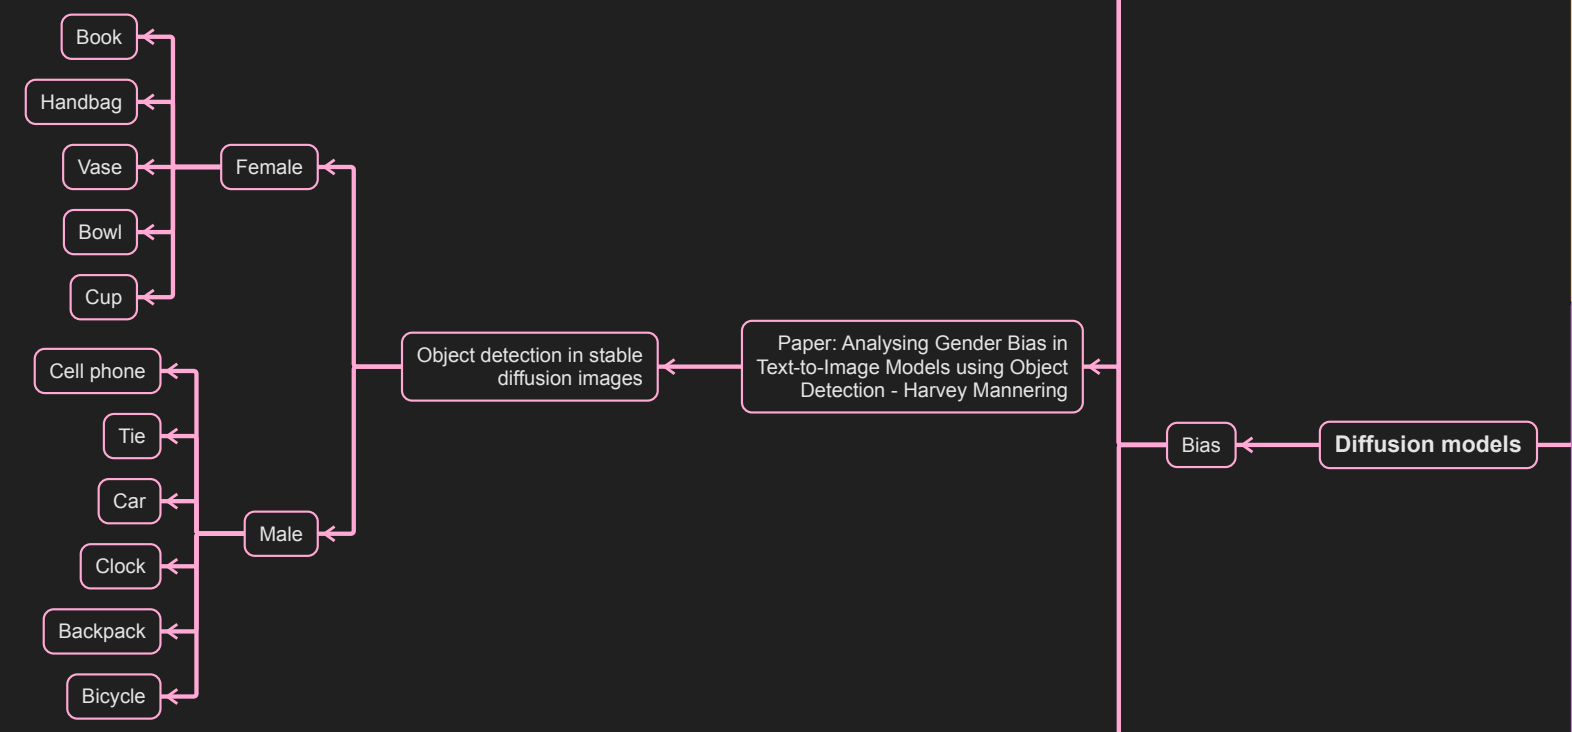 Book
Handbag
Vase
Bowl
Cup
Female
Cell phone
Tie
Car
Clock
Backpack
Bicycle
Male
Object detection in stable
diffusion images
Paper: Analysing Gender Bias in
Text-to-Image Models using Object
Detection - Harvey Mannering
Bias
Diffusion models